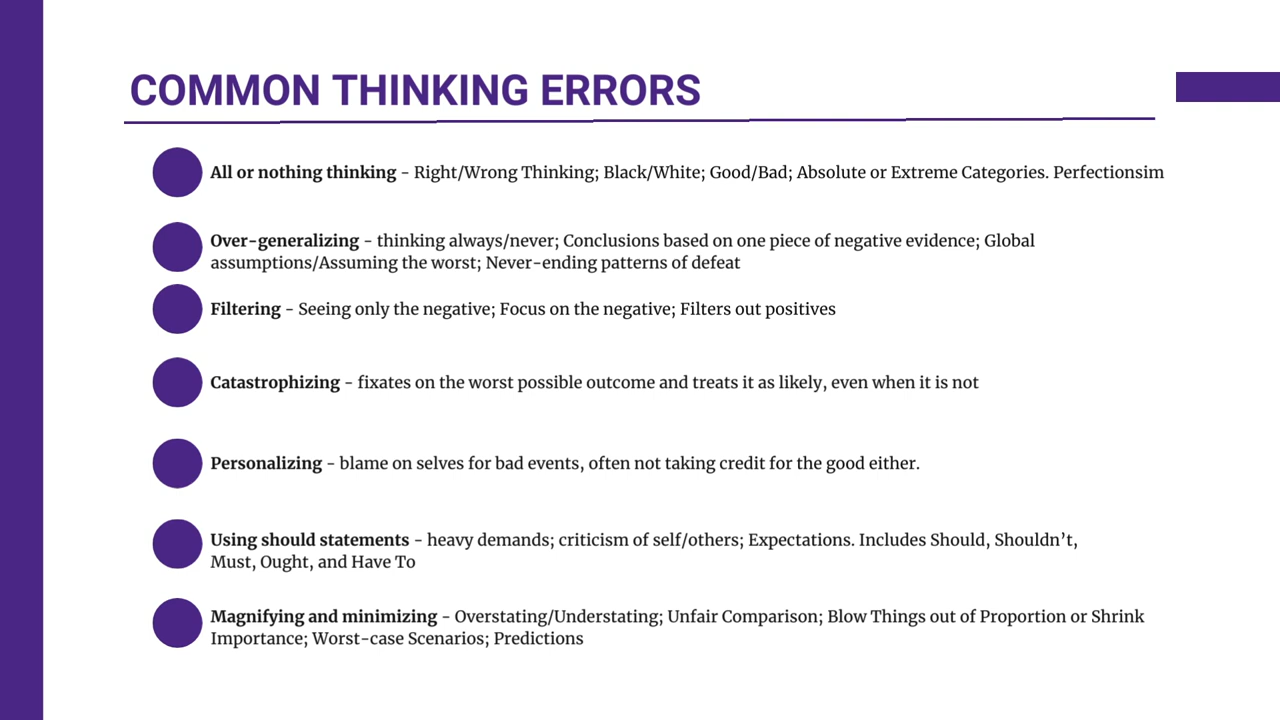 COMMON THINKING ERRORS
All or nothing thinking - Right/Wrong Thinking; Black/White; Good/Bad; Absolute or Extreme Categories. Perfectionsim
Over-generalizing - thinking always/never; Conclusions based on one piece of negative evidence; Global
assumptions/Assuming the worst; Never-ending patterns of defeat
Filtering - Seeing only the negative; Focus on the negative; Filters out positives
Catastrophizing - fixates on the worst possible outcome and treats it as likely, even when it is not
Personalizing - blame on selves for bad events, often not taking credit for the good either.
Using should statements - heavy demands; criticism of self/others; Expectations. Includes Should, Shouldn’t,
Must, Ought, and Have To
Magnifying and minimizing - Overstating/Understating; Unfair Comparison; Blow Things out of Proportion or Shrink
Importance; Worst-case Scenarios; Predictions